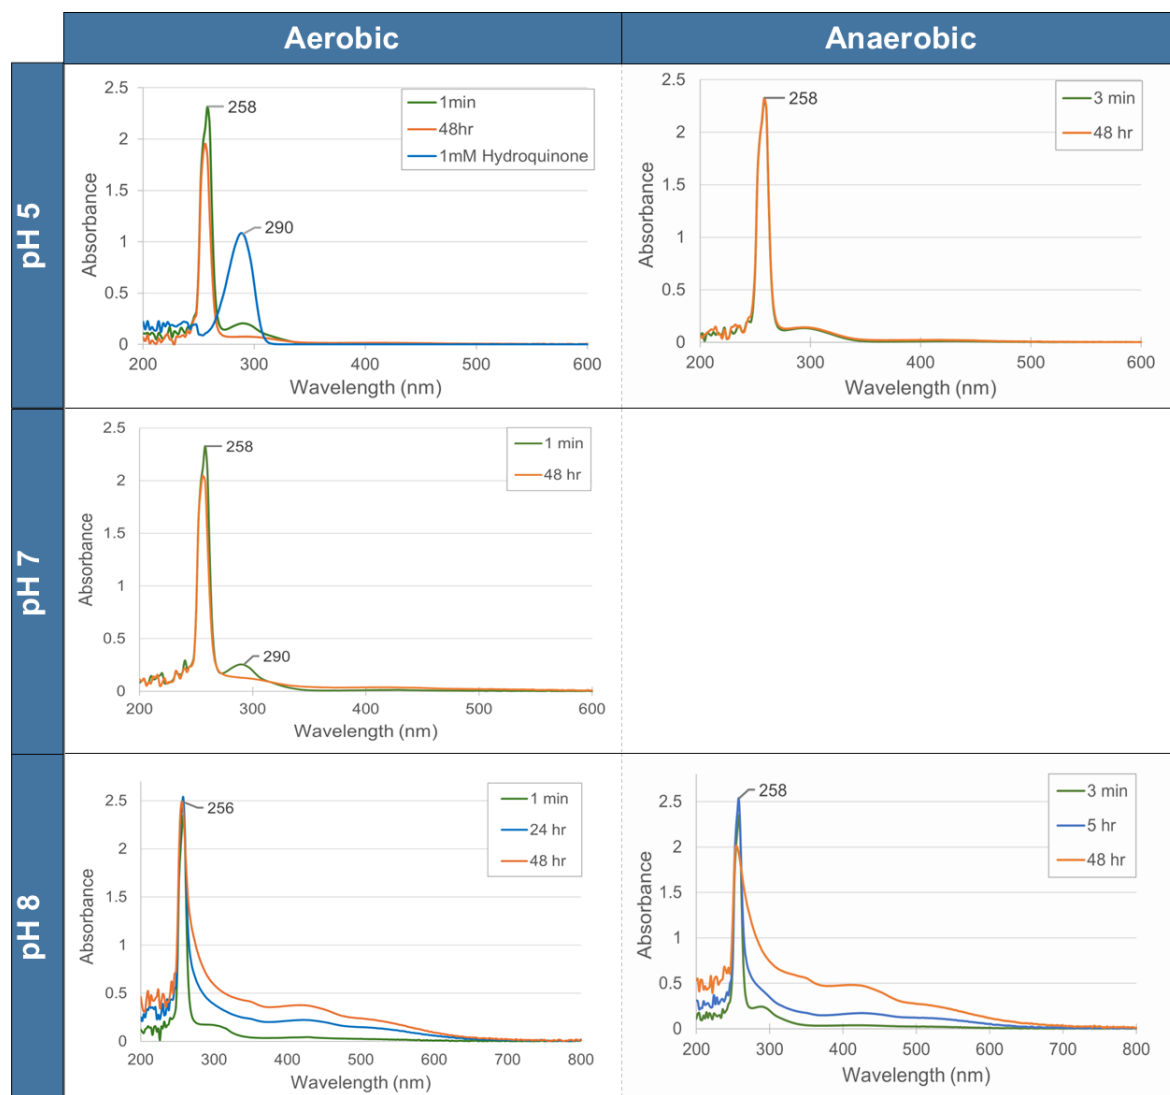 Aerobic
Anaerobic
pH 5
2.5
2
1.5
1
0.5
0
200
300
400
500
600
Absorbance
Wavelength (nm)
258
290
1min
48hr
1mM Hydroquinone
2.5
2
1.5
1
0.5
0
200
300
400
500
600
Absorbance
Wavelength (nm)
258
3 min
48 hr
pH 7
2.5
2
1.5
1
0.5
0
200
300
400
500
600
Absorbance
Wavelength (nm)
258
290
1 min
48 hr
pH 8
2.5
2
1.5
1
0.5
0
200
300
400
500
600
700
800
Absorbance
Wavelength (nm)
256
1 min
24 hr
48 hr
2.5
2
1.5
1
0.5
0
200
300
400
500
600
700
800
Absorbance
Wavelength (nm)
258
3 min
5 hr
48 hr